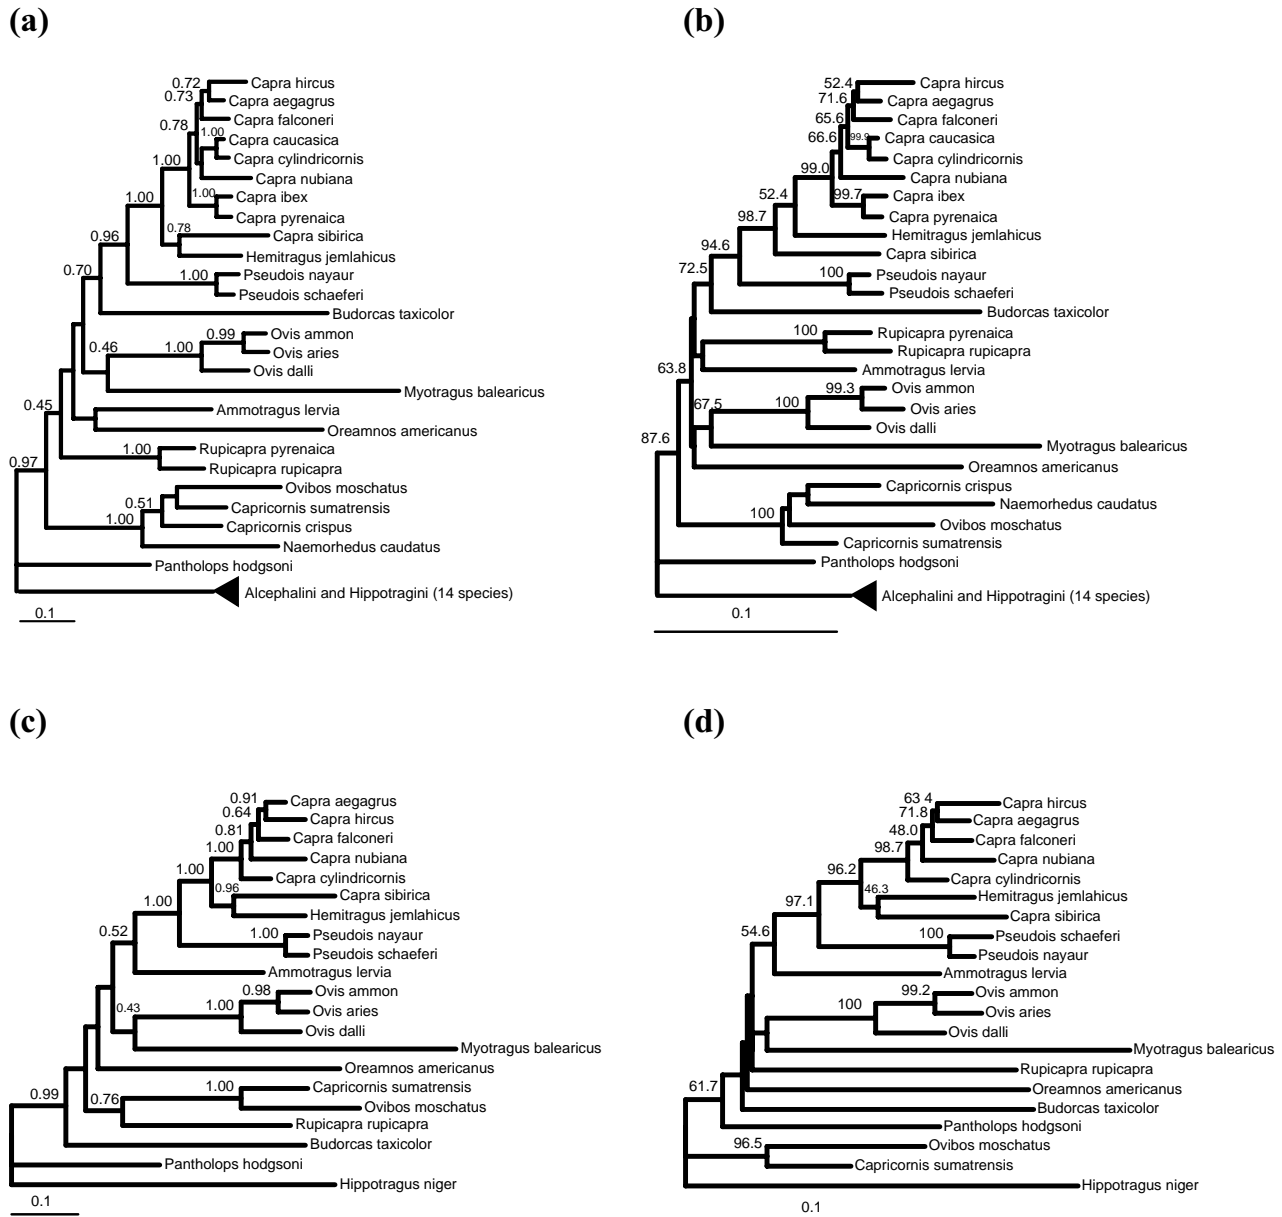 (a)
0.72
Capra hircus
0.73
Capra aegagrus
Capra falconeri
0.78
1.00
Capra caucasica
Capra cylindricornis
1.00
Capra nubiana
1.00
1.00
Capra ibex
Capra pyrenaica
0.78
Capra sibirica
0.96
Hemitragus jemlahicus
0.70
1.00
Pseudois nayaur
Pseudois schaeferi
Budorcas taxicolor
0.99
Ovis ammon
0.46
1.00
Ovis aries
Ovis dalli
Myotragus balearicus
0.45
Ammotragus lervia
Oreamnos americanus
1.00
Rupicapra pyrenaica
0.97
Rupicapra rupicapra
Ovibos moschatus
0.51
Capricornis sumatrensis
1.00
Capricornis crispus
Naemorhedus caudatus
Pantholops hodgsoni
Alcephalini and Hippotragini (14 species)
0.1
(b)
52.4
Capra hircus
71.6
Capra aegagrus
65.6
Capra falconeri
66.6
99.9
Capra caucasica
Capra cylindricornis
99.0
Capra nubiana
52.4
99.7
Capra ibex
98.7
Capra pyrenaica
Hemitragus jemlahicus
94.6
Capra sibirica
72.5
100
Pseudois nayaur
Pseudois schaeferi
Budorcas taxicolor
100
Rupicapra pyrenaica
Rupicapra rupicapra
63.8
Ammotragus lervia
99.3
Ovis ammon
67.5
100
Ovis aries
Ovis dalli
87.6
Myotragus balearicus
Oreamnos americanus
Capricornis crispus
Naemorhedus caudatus
100
Ovibos moschatus
Capricornis sumatrensis
Pantholops hodgsoni
Alcephalini and Hippotragini (14 species)
0.1
(c)
0.91
Capra aegagrus
0.64
Capra hircus
0.81
Capra falconeri
1.00
Capra nubiana
1.00
Capra cylindricornis
0.96
Capra sibirica
1.00
Hemitragus jemlahicus
0.52
1.00
Pseudois nayaur
Pseudois schaeferi
Ammotragus lervia
0.98
Ovis ammon
0.43
1.00
Ovis aries
Ovis dalli
Myotragus balearicus
Oreamnos americanus
1.00
Capricornis sumatrensis
0.99
0.76
Ovibos moschatus
Rupicapra rupicapra
Budorcas taxicolor
Pantholops hodgsoni
Hippotragus niger
0.1
(d)
63 4
Capra hircus
71.8
Capra aegagrus
48.0
Capra falconeri
98.7
Capra nubiana
96.2
Capra cylindricornis
46.3
Hemitragus jemlahicus
97.1
Capra sibirica
54.6
100
Pseudois schaeferi
Pseudois nayaur
Ammotragus lervia
99.2
Ovis ammon
100
Ovis aries
Ovis dalli
Myotragus balearicus
Rupicapra rupicapra
61.7
Oreamnos americanus
Budorcas taxicolor
Pantholops hodgsoni
96.5
Ovibos moschatus
Capricornis sumatrensis
Hippotragus niger
0.1